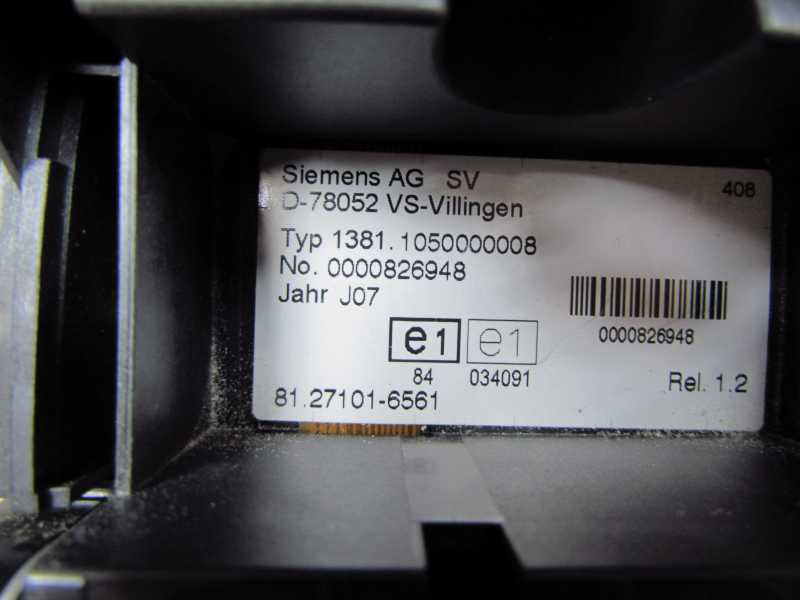 Siemens AG SV
408
D-78052 VS-Villingen
Typ 1381.1050000008
No. 0000826948
Jahr J07
0000826948
e1 e1
84 034091
Rel. 1.2
81.27101-6561